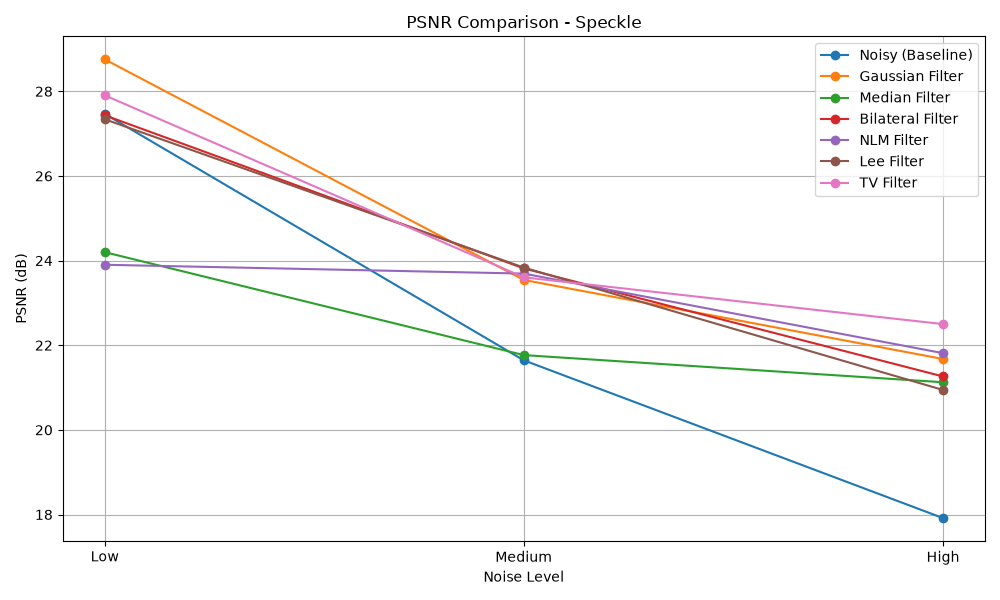 PSNR Comparison - Speckle
Noisy (Baseline)
Gaussian Filter
Median Filter
Bilateral Filter
NLM Filter
Lee Filter
TV Filter
PSNR (dB)
28
26
24
22
20
18
Low Medium High
Noise Level